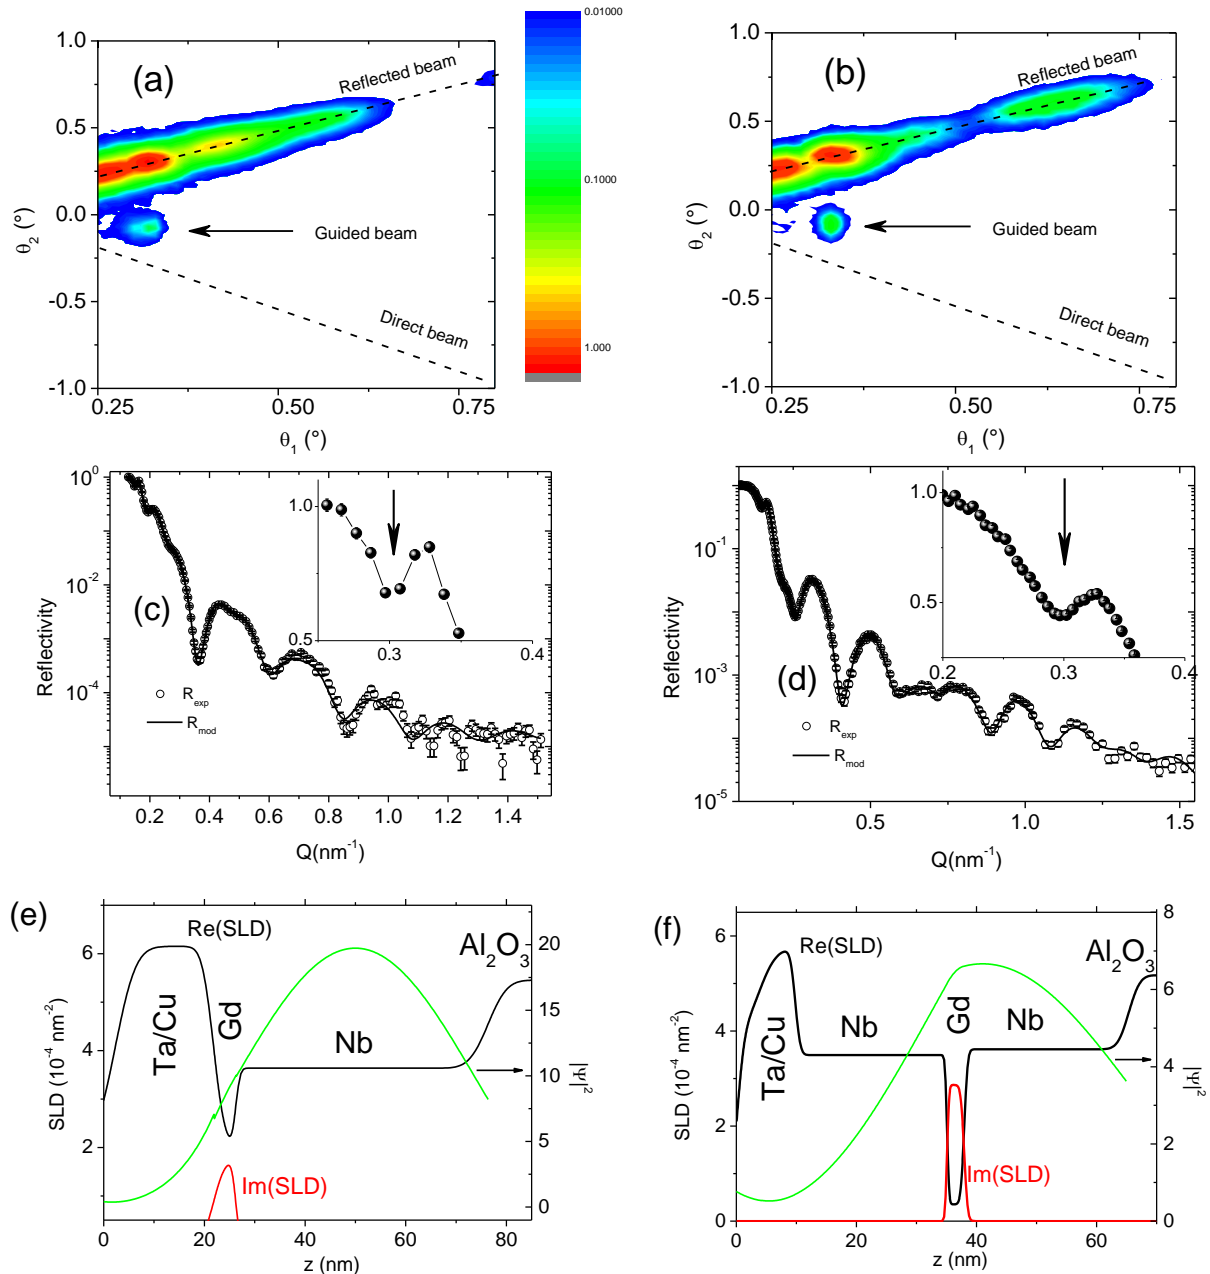 (a)
Reflected beam
Guided beam
Direct beam
1.0
0.5
0.0
-0.5
-1.0
θ2 (°)
0.25
0.50
0.75
θ1 (°)
0.01000
0.1000
1.000
(b)
Reflected beam
Guided beam
Direct beam
1.0
0.5
0.0
-0.5
-1.0
θ2 (°)
0.25
0.50
0.75
θ1 (°)
(c)
10^0
10^-2
10^-4
Reflectivity
1.0
0.5
0.3
0.4
R_exp
R_mod
0.2
0.4
0.6
0.8
1.0
1.2
1.4
Q(nm^-1)
(d)
10^-1
10^-3
10^-5
Reflectivity
1.0
0.5
0.2
0.3
0.4
R_exp
R_mod
0.5
1.0
1.5
Q(nm^-1)
(e)
Re(SLD)
Al2O3
Ta/Cu
Gd
Nb
Im(SLD)
6
4
2
SLD (10^-4 nm^-2)
20
15
10
5
0
|Ψ|^2
0
20
40
60
80
z (nm)
(f)
Re(SLD)
Al2O3
Ta/Cu
Nb
Gd
Nb
Im(SLD)
6
4
2
0
SLD (10^-4 nm^-2)
8
6
4
2
0
|Ψ|^2
0
20
40
60
z (nm)